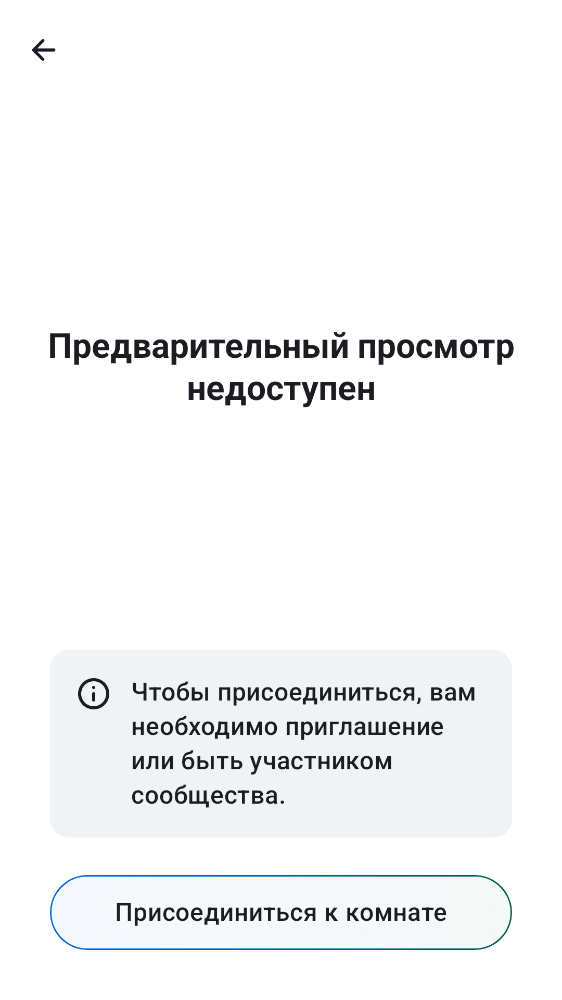 Предварительный просмотр
недоступен
Чтобы присоединиться, вам
необходимо приглашение
или быть участником
сообщества.
Присоединиться к комнате